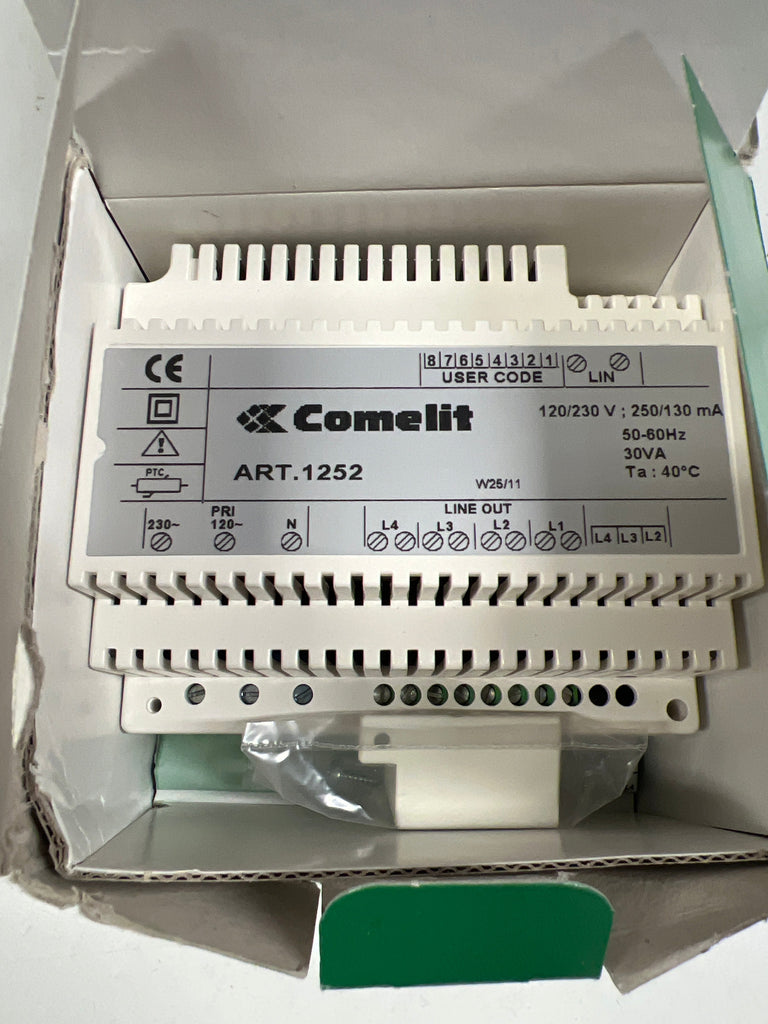 CE
8 7 6 5 4 3 2 1
USER CODE
LIN
Comelit
120/230 V ; 250/130 mA
50-60Hz
30VA
Ta : 40°C
PTC
ART.1252
W25/11
PRI
230~ 120~ N
LINE OUT
L4 L3 L2 L1
L4 L3 L2